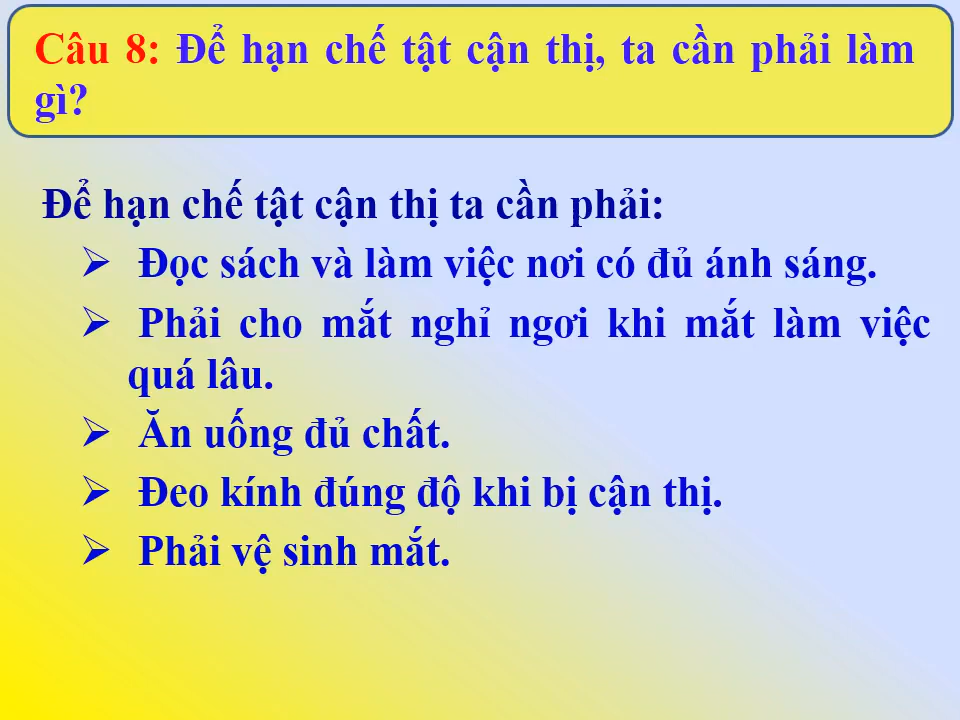 Câu 8: Để hạn chế tật cận thị, ta cần phải làm
gì?
Để hạn chế tật cận thị ta cần phải:
➢ Đọc sách và làm việc nơi có đủ ánh sáng.
➢ Phải cho mắt nghỉ ngơi khi mắt làm việc
quá lâu.
➢ Ăn uống đủ chất.
➢ Đeo kính đúng độ khi bị cận thị.
➢ Phải vệ sinh mắt.